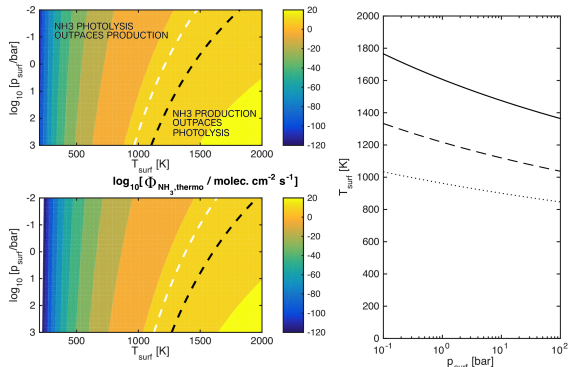 -2
-1
0
1
2
3
log10 [psurf/bar]
NH3 PHOTOLYSIS
OUTPACES PRODUCTION
NH3 PRODUCTION
OUTPACES
PHOTOLYSIS
500 1000 1500 2000
Tsurf [K]
20
0
-20
-40
-60
-80
-100
-120
log10[ΦNH3,thermo / molec. cm-2 s-1]
-2
-1
0
1
2
3
log10 [psurf/bar]
500 1000 1500 2000
Tsurf [K]
20
0
-20
-40
-60
-80
-100
-120
2000
1800
1600
1400
1200
1000
800
600
400
200
0
Tsurf [K]
10-1 100 101 102
psurf [bar]